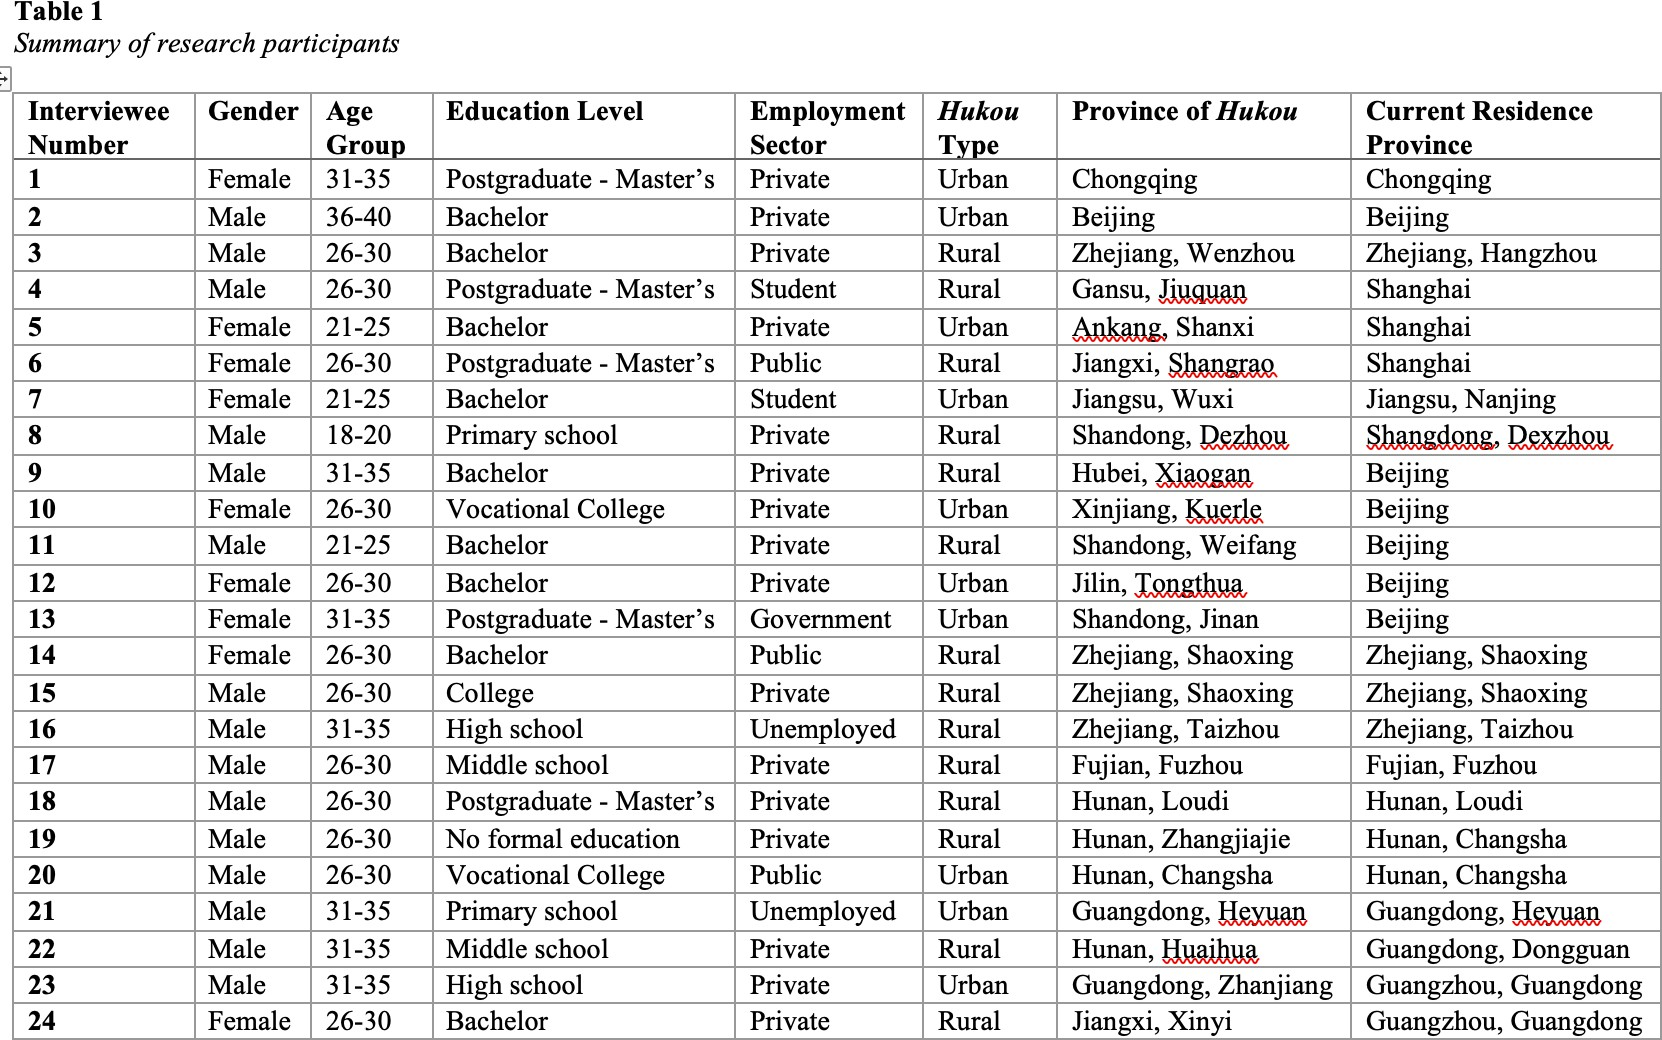 Table 1
Summary of research participants
Interviewee Number Gender Age Group Education Level Employment Sector Hukou Type Province of Hukou Current Residence Province
1 Female 31-35 Postgraduate - Master’s Private Urban Chongqing Chongqing
2 Male 36-40 Bachelor Private Urban Beijing Beijing
3 Male 26-30 Bachelor Private Rural Zhejiang, Wenzhou Zhejiang, Hangzhou
4 Male 26-30 Postgraduate - Master’s Student Rural Gansu, Jiuquan Shanghai
5 Female 21-25 Bachelor Private Urban Ankang, Shanxi Shanghai
6 Female 26-30 Postgraduate - Master’s Public Rural Jiangxi, Shangrao Shanghai
7 Female 21-25 Bachelor Student Urban Jiangsu, Wuxi Jiangsu, Nanjing
8 Male 18-20 Primary school Private Rural Shandong, Dezhou Shangdong, Dexzhou
9 Male 31-35 Bachelor Private Rural Hubei, Xiaogan Beijing
10 Female 26-30 Vocational College Private Urban Xinjiang, Kuerle Beijing
11 Male 21-25 Bachelor Private Rural Shandong, Weifang Beijing
12 Female 26-30 Bachelor Private Urban Jilin, Tongthua Beijing
13 Female 31-35 Postgraduate - Master’s Government Urban Shandong, Jinan Beijing
14 Female 26-30 Bachelor Public Rural Zhejiang, Shaoxing Zhejiang, Shaoxing
15 Male 26-30 College Private Rural Zhejiang, Shaoxing Zhejiang, Shaoxing
16 Male 31-35 High school Unemployed Rural Zhejiang, Taizhou Zhejiang, Taizhou
17 Male 26-30 Middle school Private Rural Fujian, Fuzhou Fujian, Fuzhou
18 Male 26-30 Postgraduate - Master’s Private Rural Hunan, Loudi Hunan, Loudi
19 Male 26-30 No formal education Private Rural Hunan, Zhangjiajie Hunan, Changsha
20 Male 26-30 Vocational College Public Urban Hunan, Changsha Hunan, Changsha
21 Male 31-35 Primary school Unemployed Urban Guangdong, Heyuan Guangdong, Heyuan
22 Male 31-35 Middle school Private Rural Hunan, Huaihua Guangdong, Dongguan
23 Male 31-35 High school Private Urban Guangdong, Zhanjiang Guangzhou, Guangdong
24 Female 26-30 Bachelor Private Rural Jiangxi, Xinyi Guangzhou, Guangdong